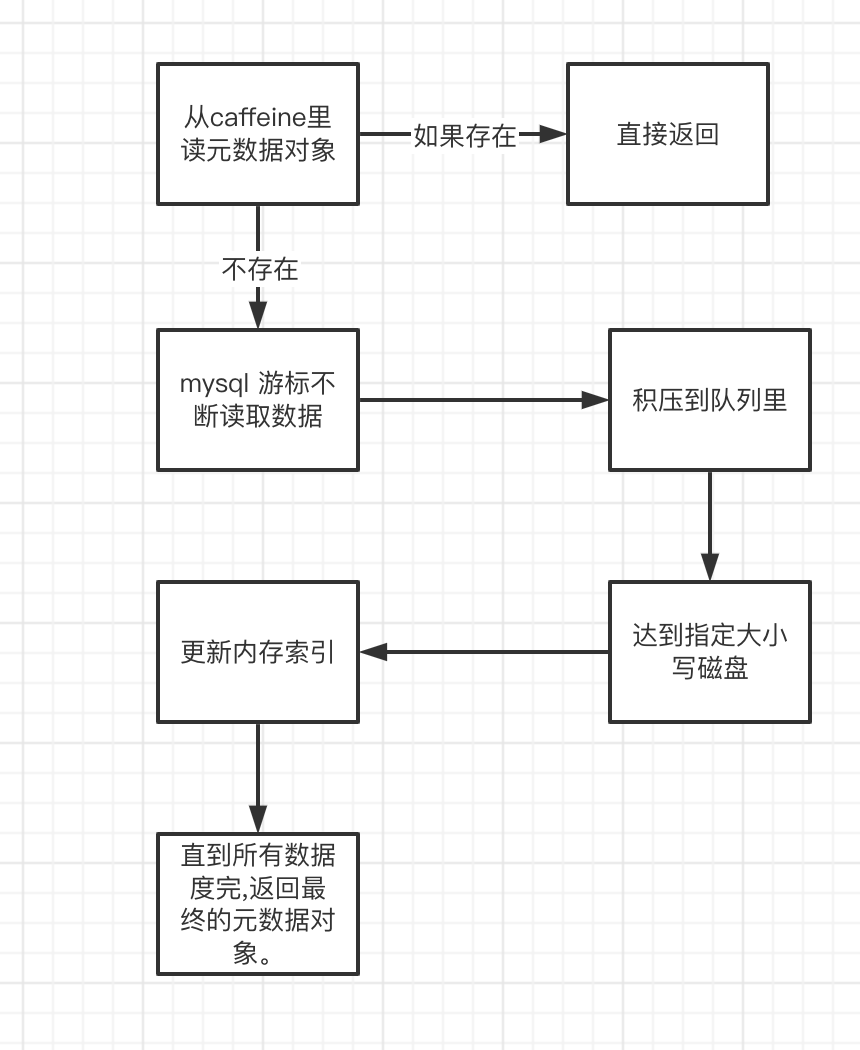 从caffeine里
读元数据对象
如果存在
直接返回
不存在
mysql 游标不
断读取数据
积压到队列里
达到指定大小
写磁盘
更新内存索引
直到所有数据
度完,返回最
终的元数据对
象。